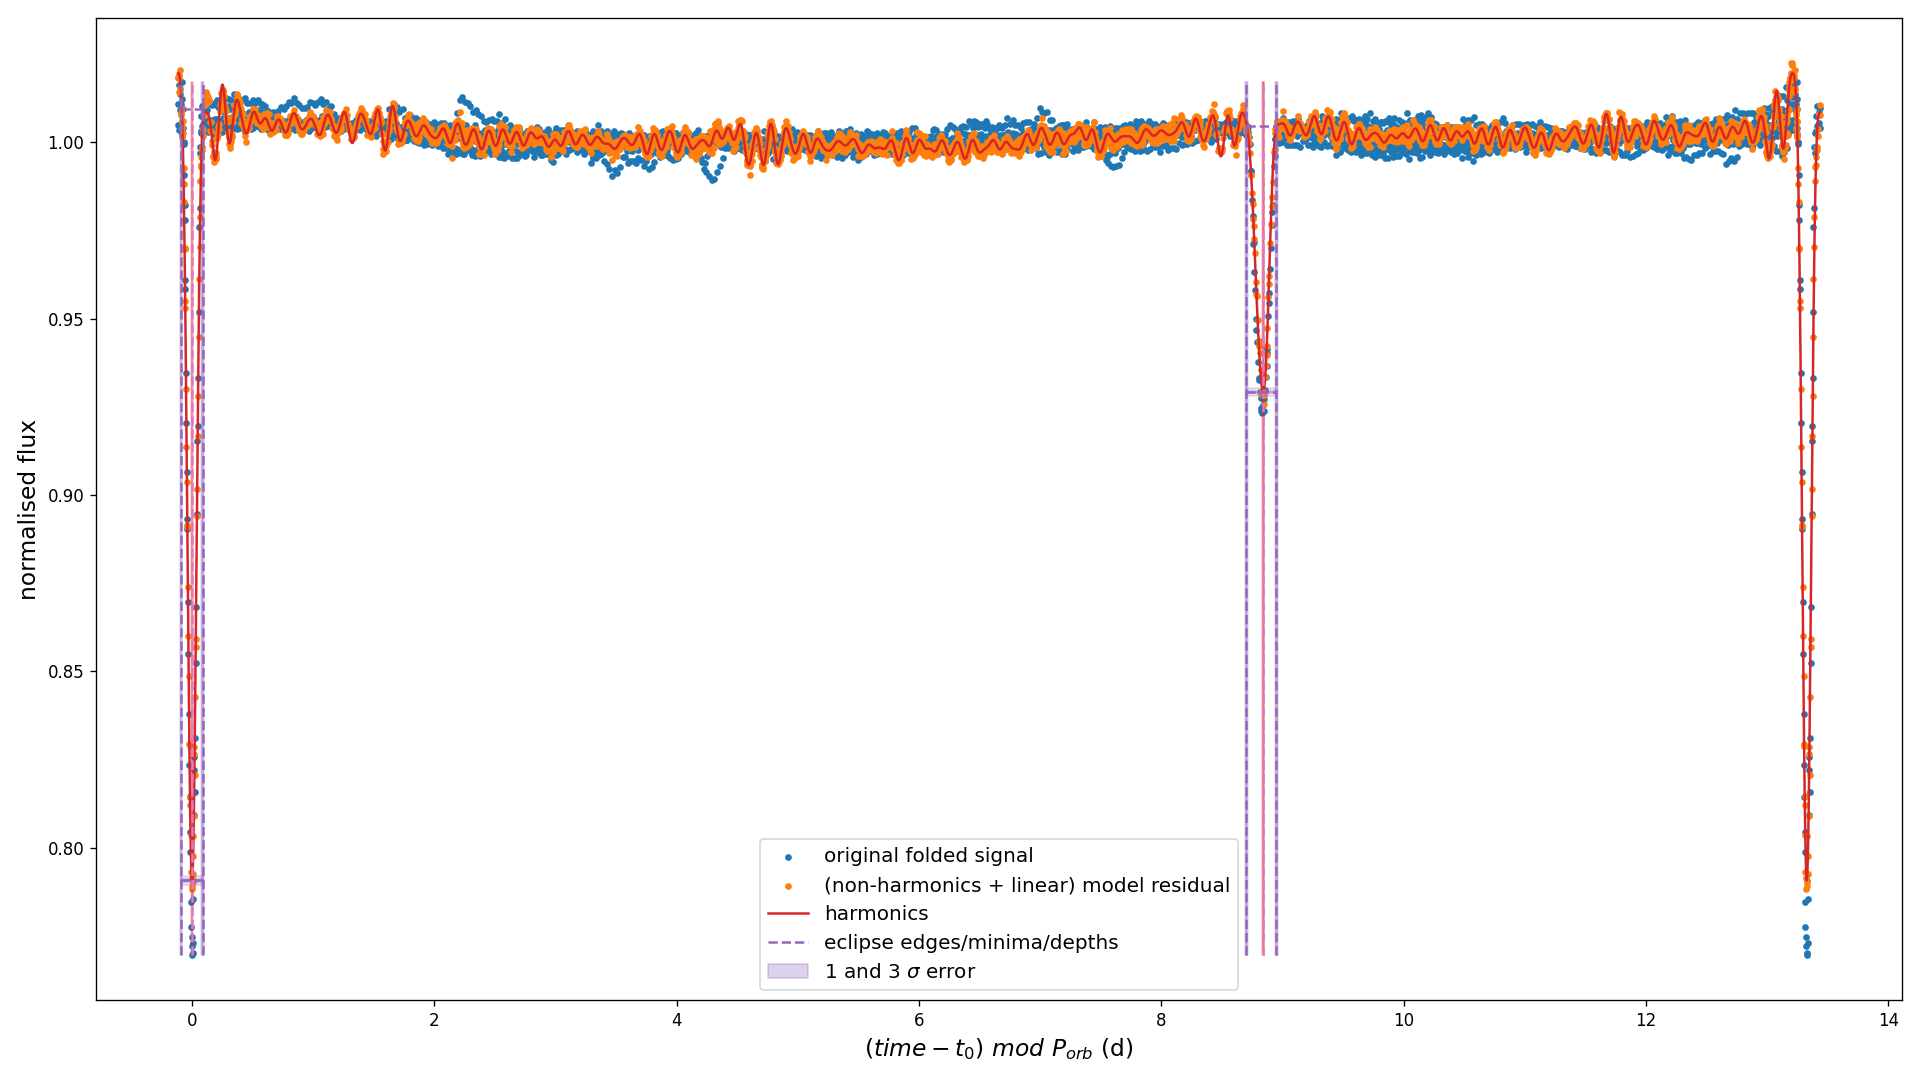 normalised flux
1.00
0.95
0.90
0.85
0.80
original folded signal
(non-harmonics + linear) model residual
harmonics
eclipse edges/minima/depths
1 and 3 σ error
0 2 4 6 8 10 12 14
(time − t₀) mod Pₒᵣb (d)